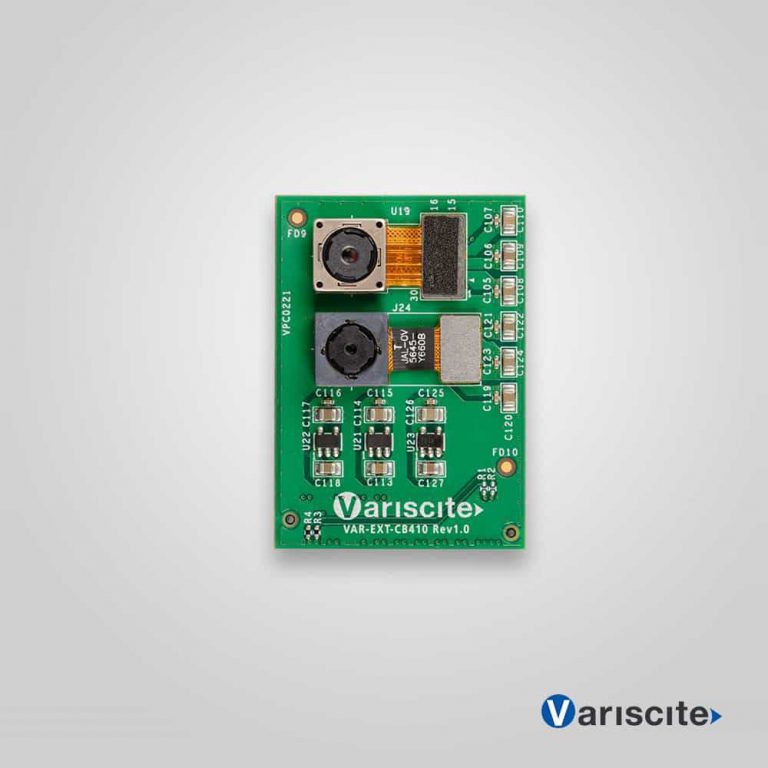 U19
16
15
FD9
30
1
VPC0221
J24
T
JAL-OV
5645-
Y660B
C107
C110
C106
C109
C105
C108
C121
C122
C123
C124
C119
C120
C116
C115
C125
C117
C114
C126
U22
U21
U23
C118
C113
C127
FD10
R1
R2
R4
R3
Variscite
VAR-EXT-CB410 Rev1.0
Variscite